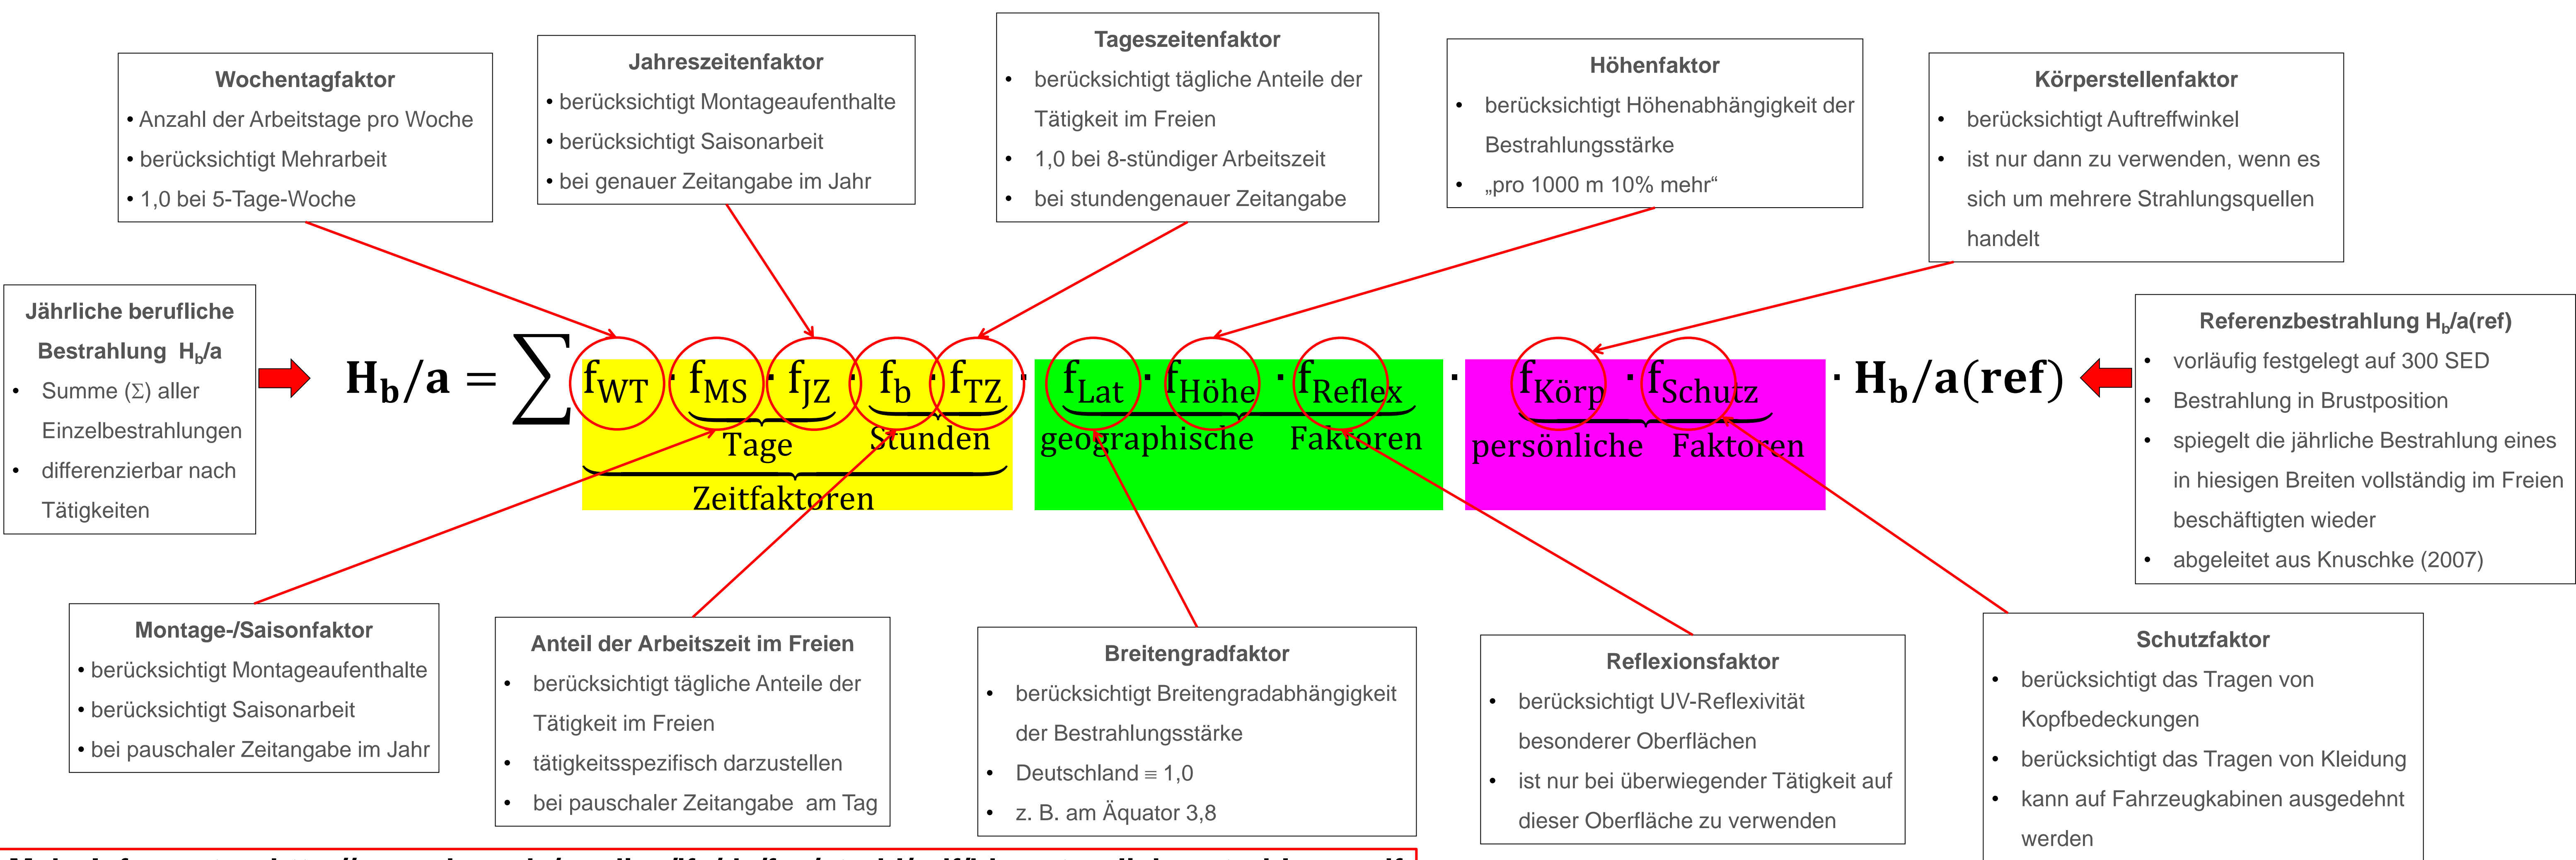 Wochentagfaktor
• Anzahl der Arbeitstage pro Woche
• berücksichtigt Mehrarbeit
• 1,0 bei 5-Tage-Woche
Jahreszeitenfaktor
• berücksichtigt Montageaufenthalte
• berücksichtigt Saisonarbeit
• bei genauer Zeitangabe im Jahr
Tageszeitenfaktor
• berücksichtigt tägliche Anteile der
Tätigkeit im Freien
• 1,0 bei 8-stündiger Arbeitszeit
• bei stundengenauer Zeitangabe
Höhenfaktor
• berücksichtigt Höhenabhängigkeit der
Bestrahlungsstärke
• „pro 1000 m 10% mehr“
Körperstellenfaktor
• berücksichtigt Auftreffwinkel
• ist nur dann zu verwenden, wenn es
sich um mehrere Strahlungsquellen
handelt
Jährliche berufliche
Bestrahlung H_b/a
• Summe (Σ) aller
Einzelbestrahlungen
• differenzierbar nach
Tätigkeiten
H_b/a = ∑ f_WT · f_MS · f_JZ · f_b · f_TZ · f_Lat · f_Höhe · f_Reflex · f_Körp · f_Schutz · H_b/a(ref)
Tage Stunden geographische Faktoren persönliche Faktoren
Zeitfaktoren
Referenzbestrahlung H_b/a(ref)
• vorläufig festgelegt auf 300 SED
• Bestrahlung in Brustposition
• spiegelt die jährliche Bestrahlung eines
in hiesigen Breiten vollständig im Freien
beschäftigten wieder
• abgeleitet aus Knuschke (2007)
Montage-/Saisonfaktor
• berücksichtigt Montageaufenthalte
• berücksichtigt Saisonarbeit
• bei pauschaler Zeitangabe im Jahr
Anteil der Arbeitszeit im Freien
• berücksichtigt tägliche Anteile der
Tätigkeit im Freien
• tätigkeitsspezifisch darzustellen
• bei pauschaler Zeitangabe am Tag
Breitengradfaktor
• berücksichtigt Breitengradabhängigkeit
der Bestrahlungsstärke
• Deutschland ≡ 1,0
• z. B. am Äquator 3,8
Reflexionsfaktor
• berücksichtigt UV-Reflexivität
besonderer Oberflächen
• ist nur bei überwiegender Tätigkeit auf
dieser Oberfläche zu verwenden
Schutzfaktor
• berücksichtigt das Tragen von
Kopfbedeckungen
• berücksichtigt das Tragen von Kleidung
• kann auf Fahrzeugkabinen ausgedehnt
werden